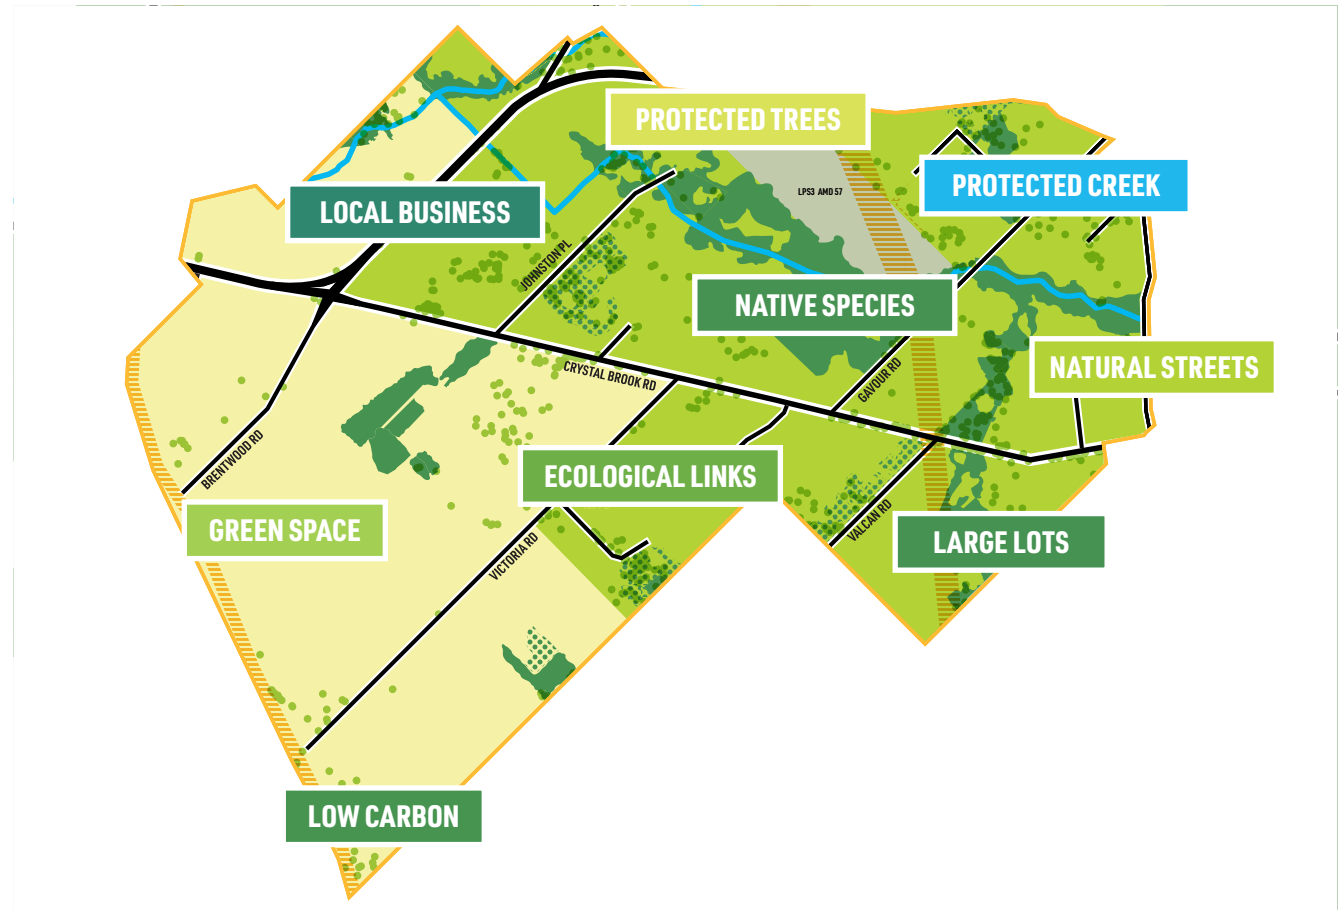 PROTECTED TREES
PROTECTED CREEK
LPS3 AMD 57
LOCAL BUSINESS
JOHNSTON PL
NATIVE SPECIES
NATURAL STREETS
CRYSTAL BROOK RD
GAVOUR RD
BRENTWOOD RD
ECOLOGICAL LINKS
GREEN SPACE
VALCAN RD
LARGE LOTS
VICTORIA RD
LOW CARBON